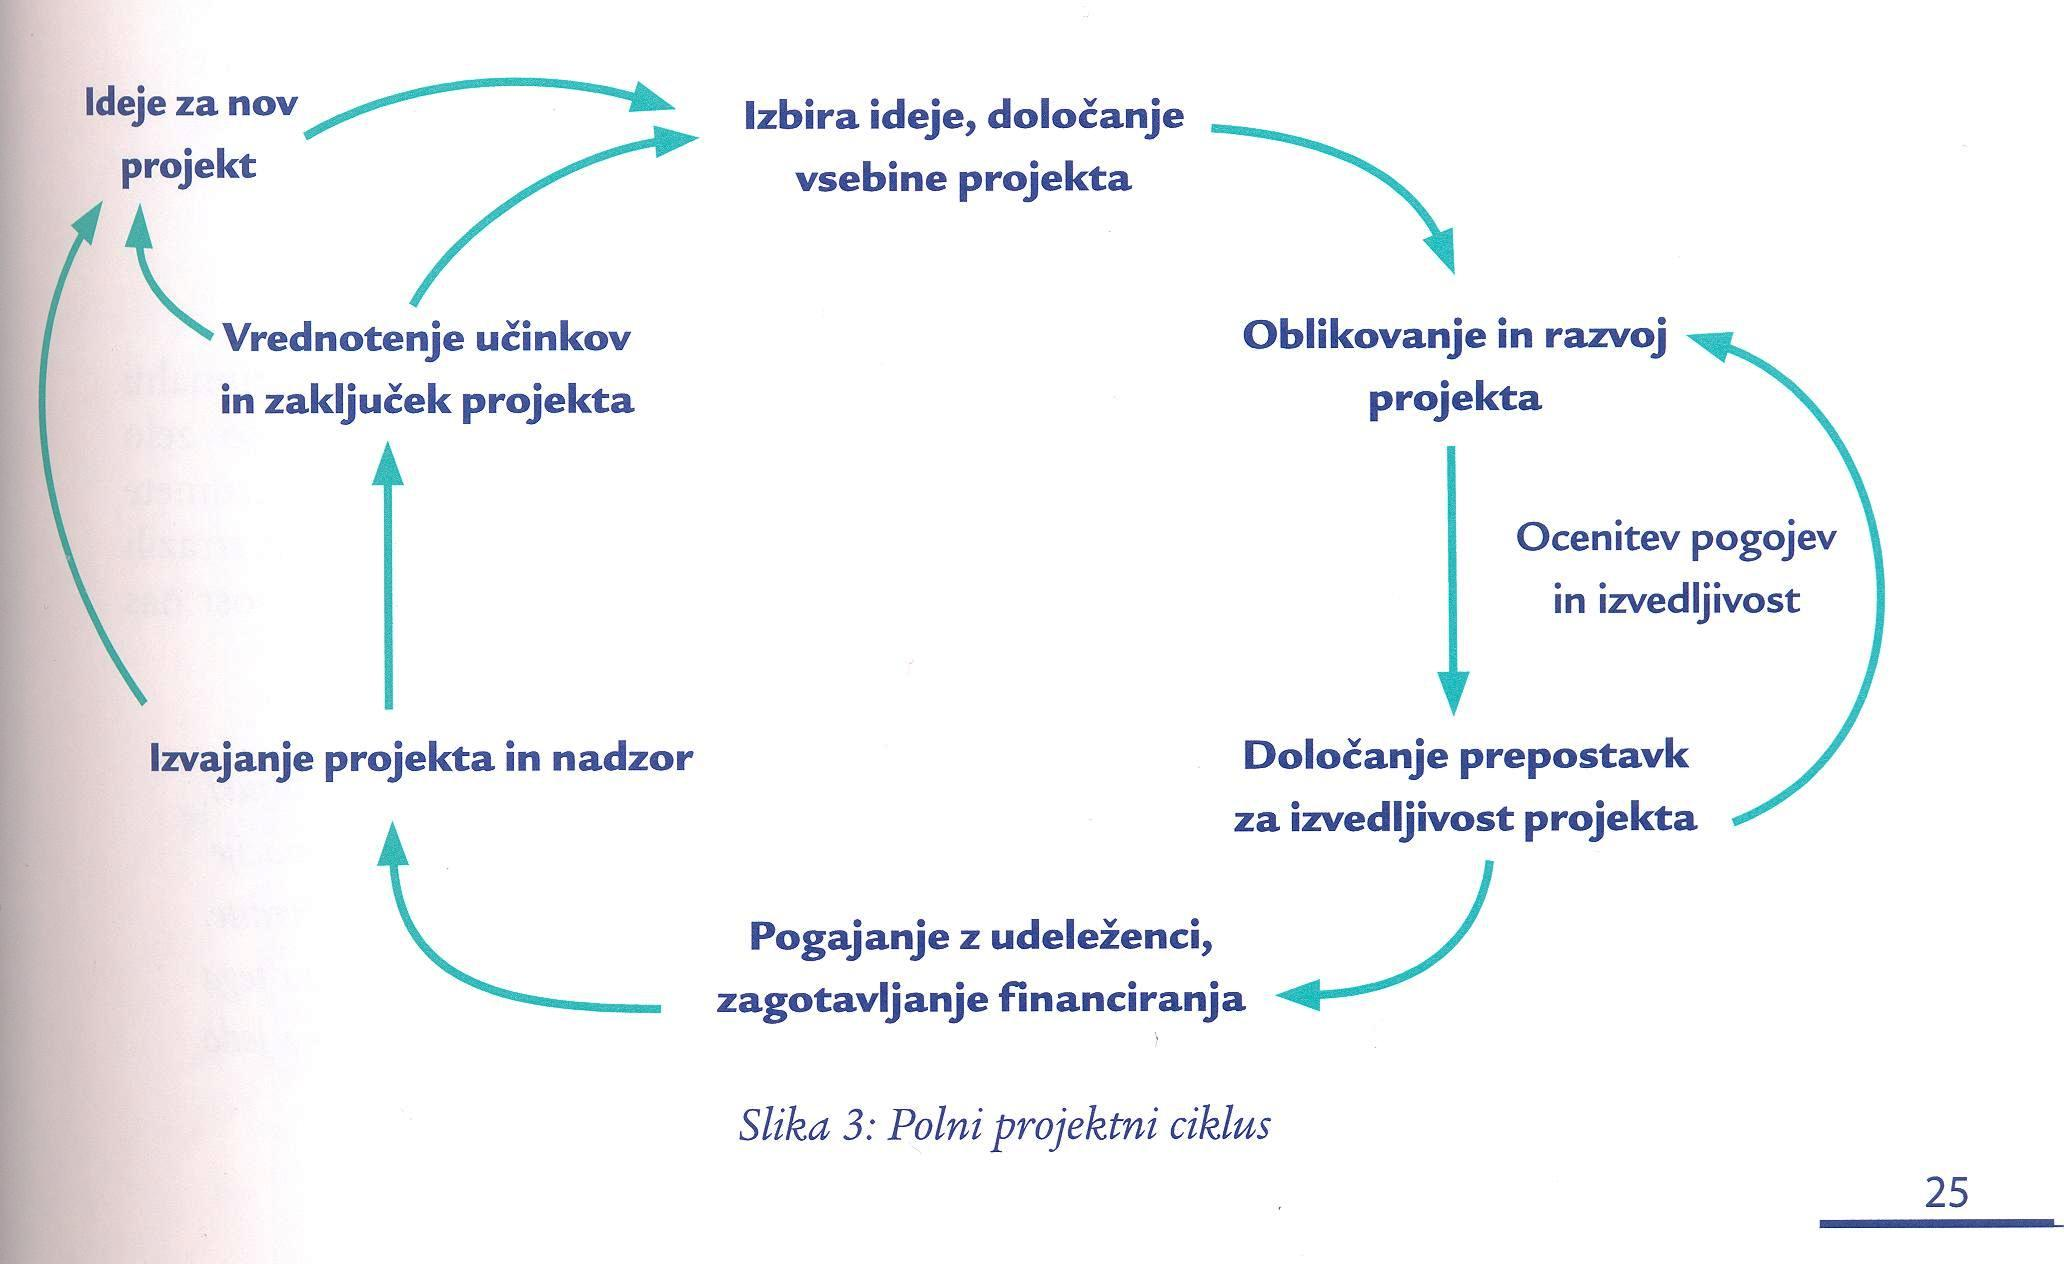 Ideje za nov
projekt
Izbira ideje, določanje
vsebine projekta
Vrednotenje učinkov
in zaključek projekta
Oblikovanje in razvoj
projekta
Ocenitev pogojev
in izvedljivost
Izvajanje projekta in nadzor
Določanje prepostavk
za izvedljivost projekta
Pogajanje z udeleženci,
zagotavljanje financiranja
Slika 3: Polni projektni ciklus
25